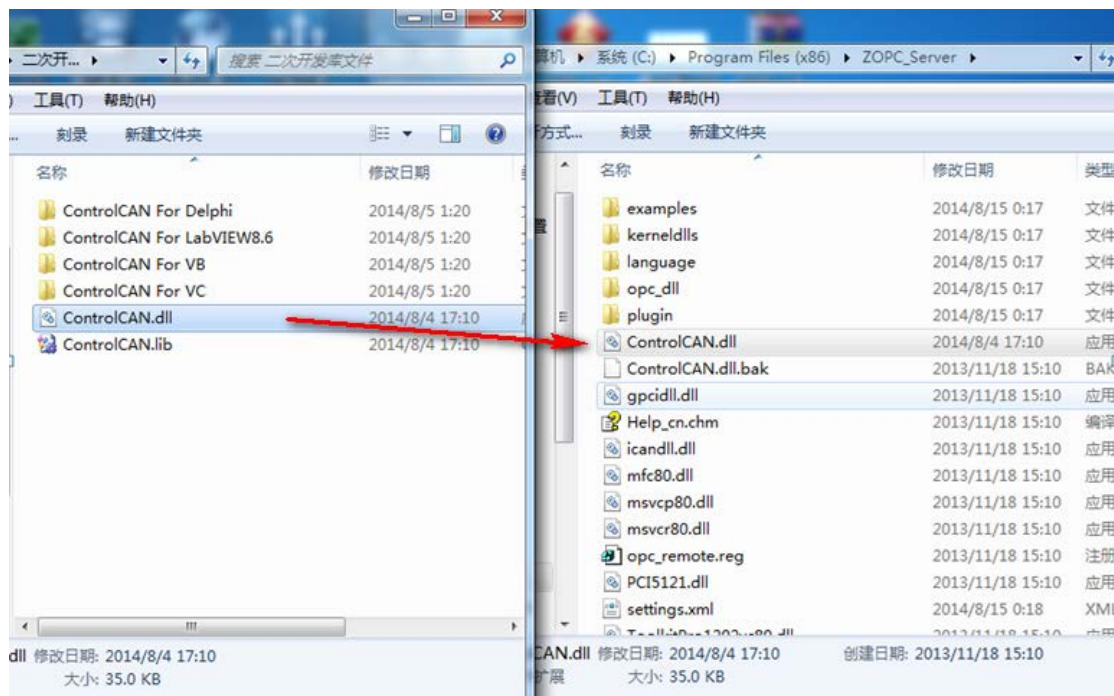 二次开...
搜索 二次开发库文件
工具(T) 帮助(H)
刻录 新建文件夹
名称 修改日期
ControlCAN For Delphi 2014/8/5 1:20
ControlCAN For LabVIEW8.6 2014/8/5 1:20
ControlCAN For VB 2014/8/5 1:20
ControlCAN For VC 2014/8/5 1:20
ControlCAN.dll 2014/8/4 17:10
ControlCAN.lib 2014/8/4 17:10
dll 修改日期: 2014/8/4 17:10
大小: 35.0 KB
算机 系统 (C:) Program Files (x86) ZOPC_Server
查看(V) 工具(T) 帮助(H)
方式... 刻录 新建文件夹
名称 修改日期 类型
examples 2014/8/15 0:17 文件
kerneldlls 2014/8/15 0:17 文件
language 2014/8/15 0:17 文件
opc_dll 2014/8/15 0:17 文件
plugin 2014/8/15 0:17 文件
ControlCAN.dll 2014/8/4 17:10 应用
ControlCAN.dll.bak 2013/11/18 15:10 BAK
gpcidll.dll 2013/11/18 15:10 应用
Help_cn.chm 2013/11/18 15:10 编译
icandll.dll 2013/11/18 15:10 应用
mfc80.dll 2013/11/18 15:10 应用
msvcp80.dll 2013/11/18 15:10 应用
msvcr80.dll 2013/11/18 15:10 应用
opc_remote.reg 2013/11/18 15:10 注册
PCI5121.dll 2013/11/18 15:10 应用
settings.xml 2014/8/15 0:18 XML
CAN.dll 修改日期: 2014/8/4 17:10 创建日期: 2013/11/18 15:10
扩展 大小: 35.0 KB